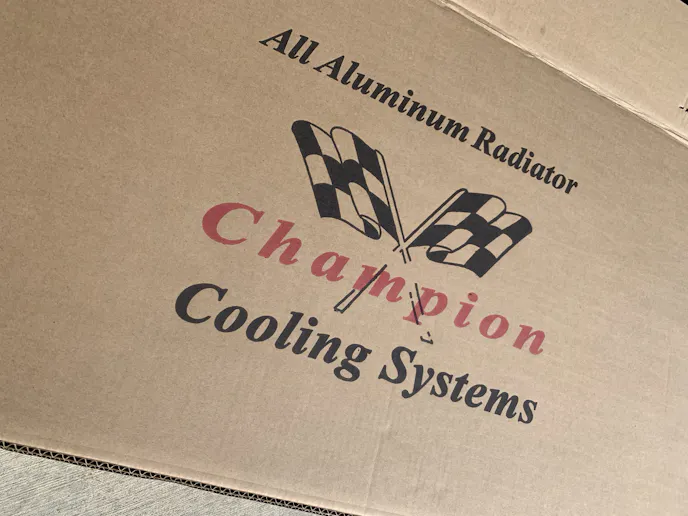 All Aluminum Radiator
Champion
Cooling Systems